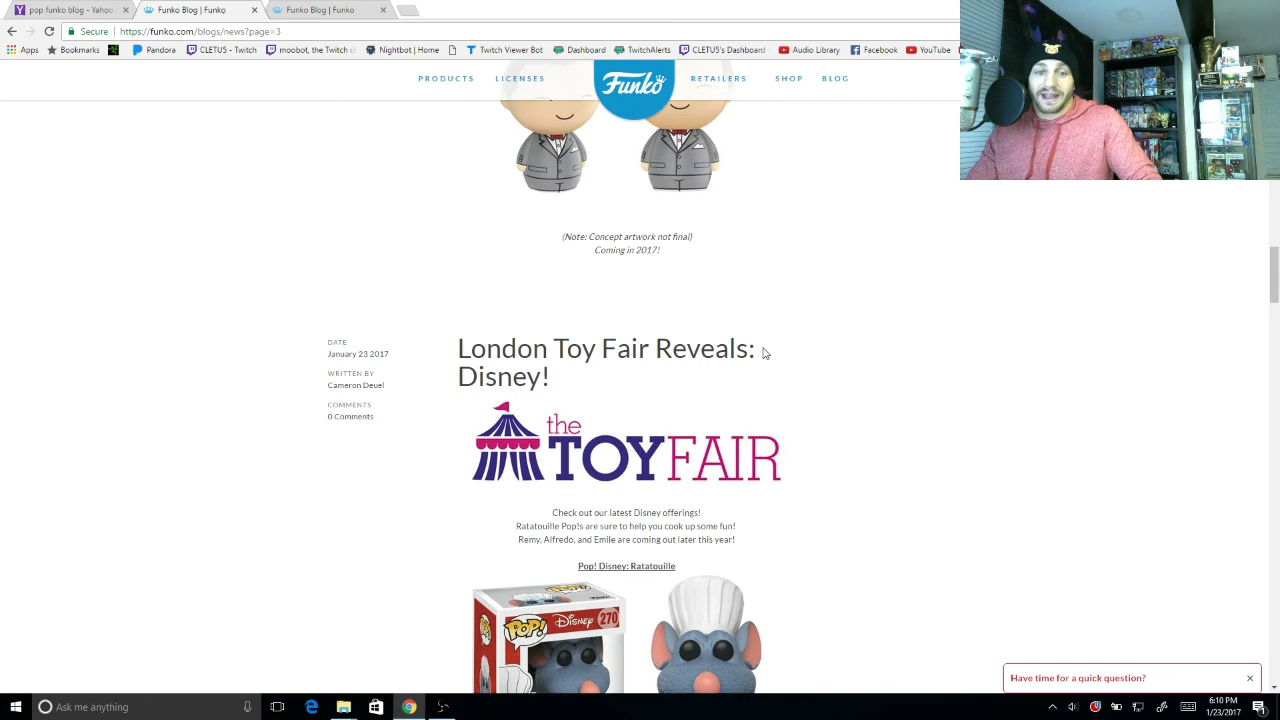 pop funko blog - Yahoo
Funko Blog | Funko
Funko Blog | Funko
Secure
https://funko.com/blogs/news?page=3
Apps
Bookmarks
Pandora
CLETU5 - Twitch
moobot, the Twitch cl
Nightbot | Home
Twitch Viewer Bot
Dashboard
TwitchAlerts
CLETU5's Dashboard
Audio Library
Facebook
YouTube
PRODUCTS
LICENSES
Funko
RETAILERS
SHOP
BLOG
(Note: Concept artwork not final)
Coming in 2017!
DATE
January 23 2017
WRITTEN BY
Cameron Deuel
COMMENTS
0 Comments
London Toy Fair Reveals:
Disney!
the
TOYFAIR
Check out our latest Disney offerings!
Ratatouille Pop!s are sure to help you cook up some fun!
Remy, Alfredo, and Emile are coming out later this year!
Pop! Disney: Ratatouille
POP!
Disney
270
Have time for a quick question?
Ask me anything
6:10 PM
1/23/2017